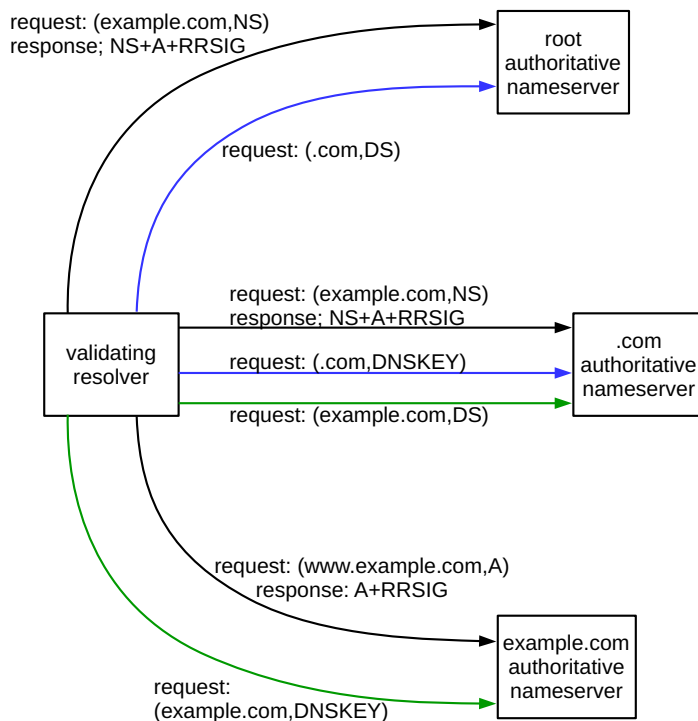 request: (example.com,NS)
response; NS+A+RRSIG
root
authoritative
nameserver
request: (.com,DS)
request: (example.com,NS)
response; NS+A+RRSIG
validating
resolver
request: (.com,DNSKEY)
request: (example.com,DS)
.com
authoritative
nameserver
request: (www.example.com,A)
response: A+RRSIG
example.com
authoritative
nameserver
request:
(example.com,DNSKEY)